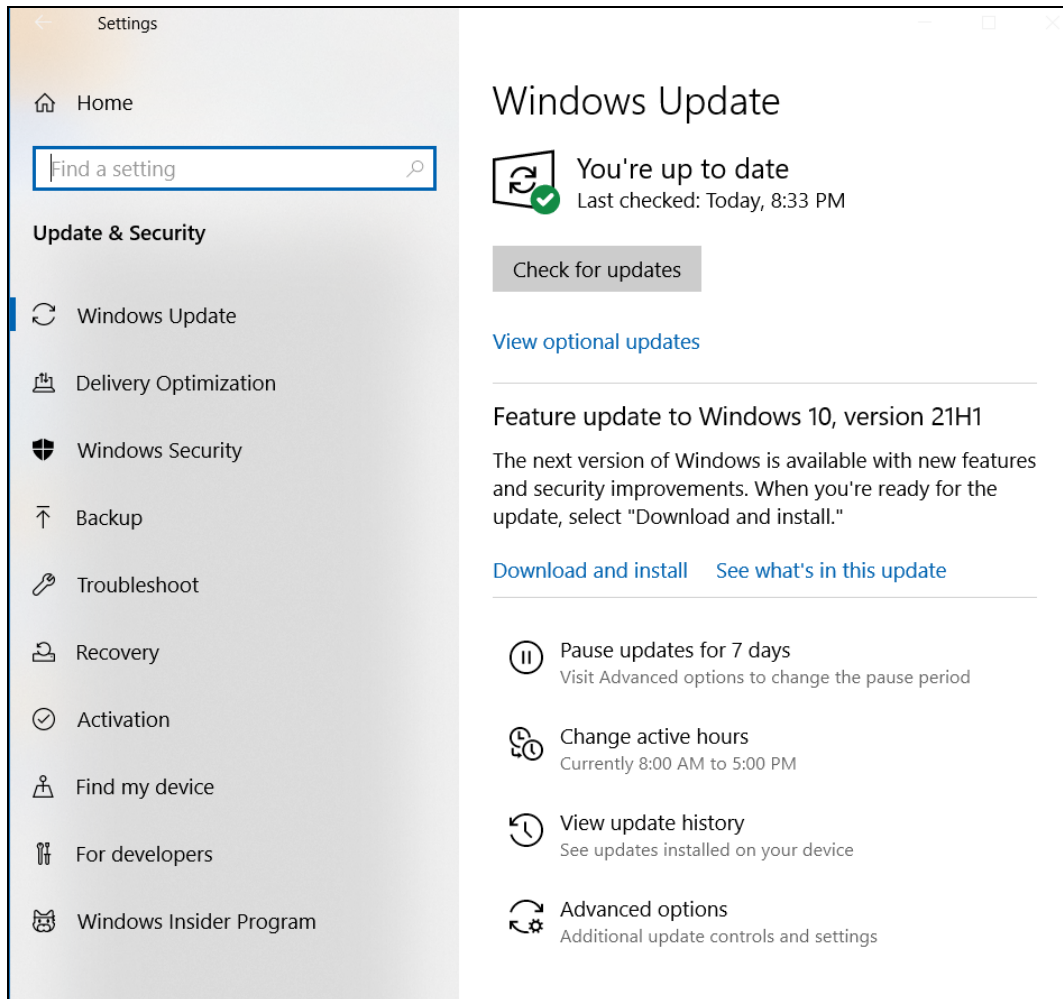 Settings
Home
Find a setting
Update & Security
Windows Update
Delivery Optimization
Windows Security
Backup
Troubleshoot
Recovery
Activation
Find my device
For developers
Windows Insider Program
Windows Update
You're up to date
Last checked: Today, 8:33 PM
Check for updates
View optional updates
Feature update to Windows 10, version 21H1
The next version of Windows is available with new features
and security improvements. When you're ready for the
update, select "Download and install."
Download and install See what's in this update
Pause updates for 7 days
Visit Advanced options to change the pause period
Change active hours
Currently 8:00 AM to 5:00 PM
View update history
See updates installed on your device
Advanced options
Additional update controls and settings